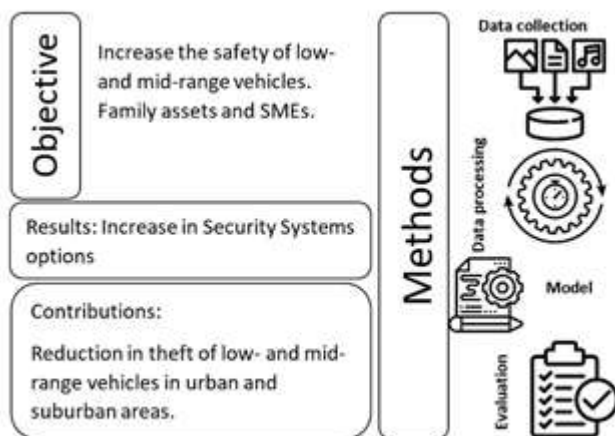 Objective
Increase the safety of low-
and mid-range vehicles.
Family assets and SMEs.
Results: Increase in Security Systems
options
Contributions:
Reduction in theft of low- and mid-
range vehicles in urban and
suburban areas.
Methods
Data collection
Data processing
Model
Evaluation